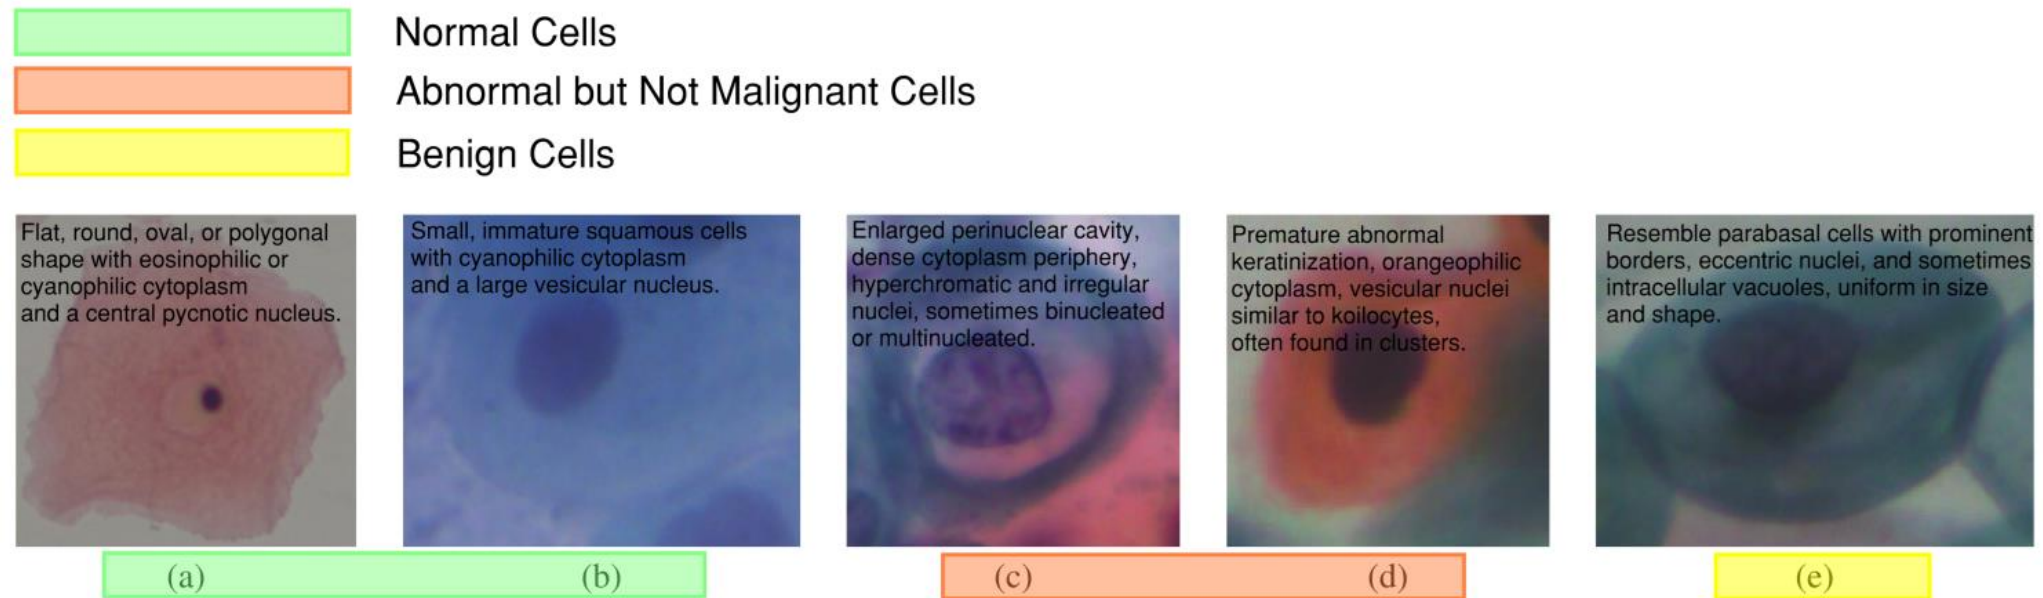 Normal Cells
Abnormal but Not Malignant Cells
Benign Cells
Flat, round, oval, or polygonal
shape with eosinophilic or
cyanophilic cytoplasm
and a central pycnotic nucleus.
Small, immature squamous cells
with cyanophilic cytoplasm
and a large vesicular nucleus.
Enlarged perinuclear cavity,
dense cytoplasm periphery,
hyperchromatic and irregular
nuclei, sometimes binucleated
or multinucleated.
Premature abnormal
keratinization, orangeophilic
cytoplasm, vesicular nuclei
similar to koilocytes,
often found in clusters.
Resemble parabasal cells with prominent
borders, eccentric nuclei, and sometimes
intracellular vacuoles, uniform in size
and shape.
(a)
(b)
(c)
(d)
(e)